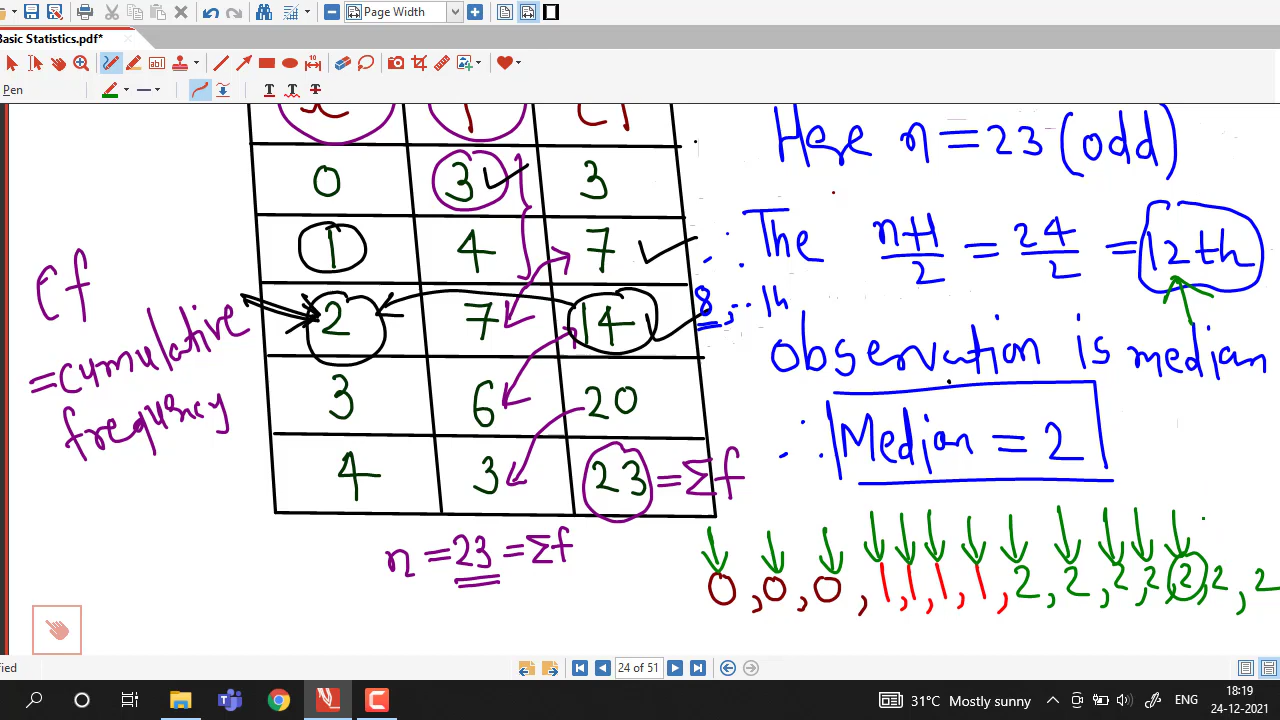 Page Width
Basic Statistics.pdf*
Pen
x f cf
0 3 3
1 4 7
2 7 14
3 6 20
4 3 23 = Σf
n = 23 = Σf
Cf
= cumulative
frequency
Here n = 23 (odd)
∴ The n+1/2 = 24/2 = 12th
8, .. th
observation is median
∴ Median = 2
0, 0, 0, 1, 1, 1, 1, 2, 2, 2, 2, 2, 2, 2
24 of 51
31°C Mostly sunny
ENG
18:19
24-12-2021